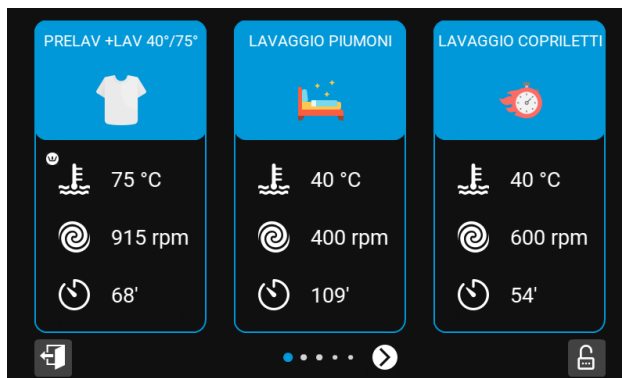 PRELAV +LAV 40°/75°
75 °C
915 rpm
68'
LAVAGGIO PIUMONI
40 °C
400 rpm
109'
LAVAGGIO COPRILETTI
40 °C
600 rpm
54'